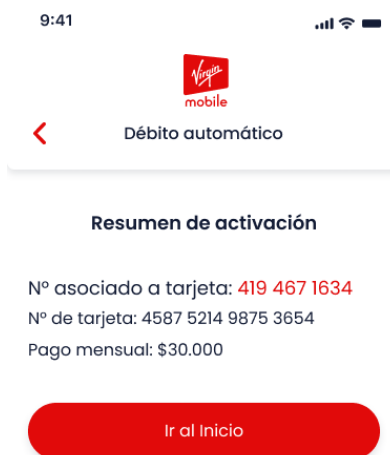 9:41
Virgin
mobile
Débito automático
Resumen de activación
Nº asociado a tarjeta: 419 467 1634
Nº de tarjeta: 4587 5214 9875 3654
Pago mensual: $30.000
Ir al Inicio